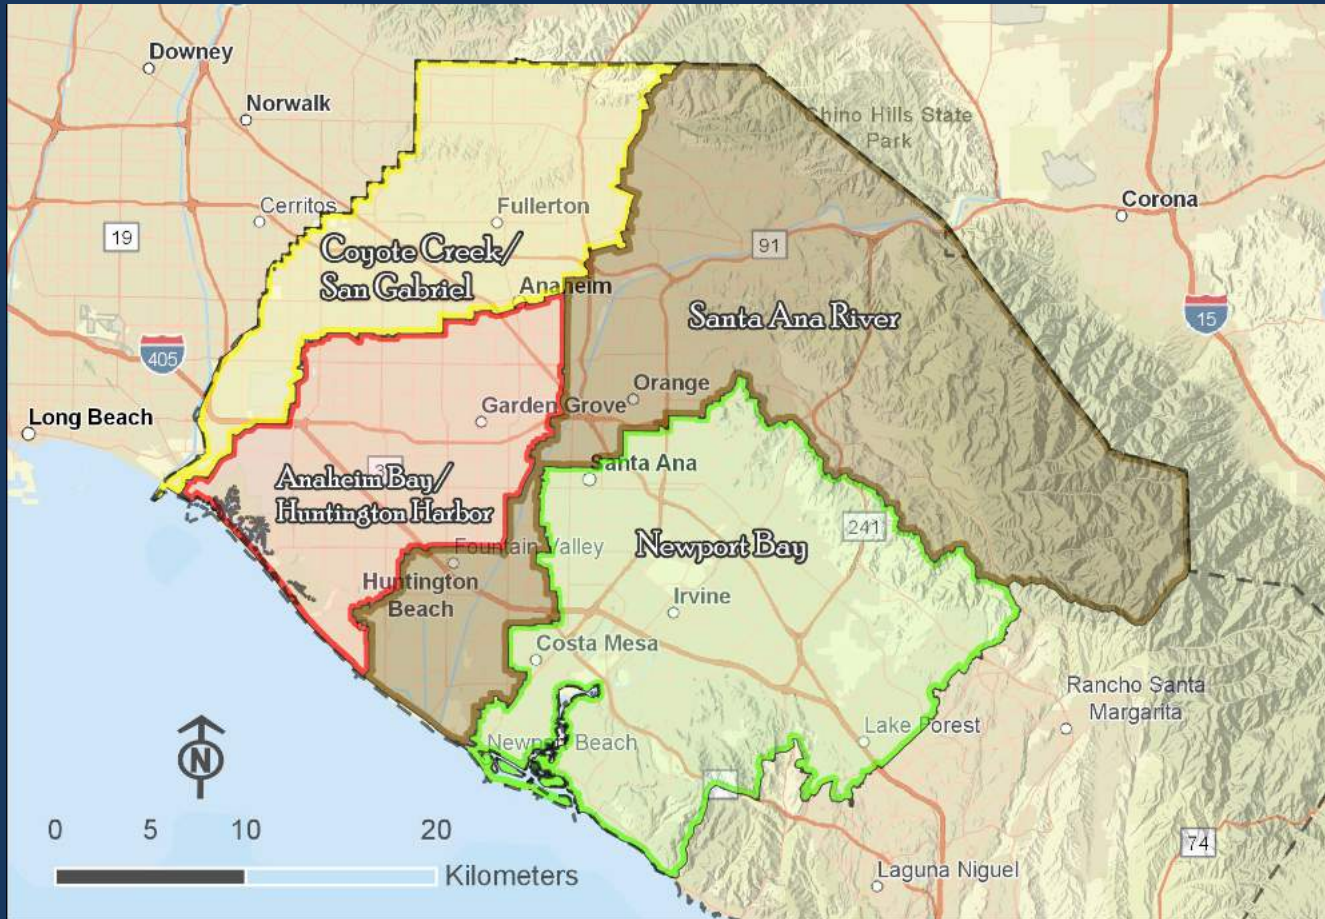 Downey
Norwalk
Chino Hills State
Park
Corona
Cerritos
Fullerton
19
91
Coyote Creek/
San Gabriel
Anaheim
Santa Ana River
15
405
Orange
Long Beach
Garden Grove
Santa Ana
Anaheim Bay/
Huntington Harbor
241
Newport Bay
Fountain Valley
Huntington
Beach
Irvine
Costa Mesa
Rancho Santa
Margarita
Lake Forest
Newport Beach
N
0 5 10 20
Kilometers
74
Laguna Niguel